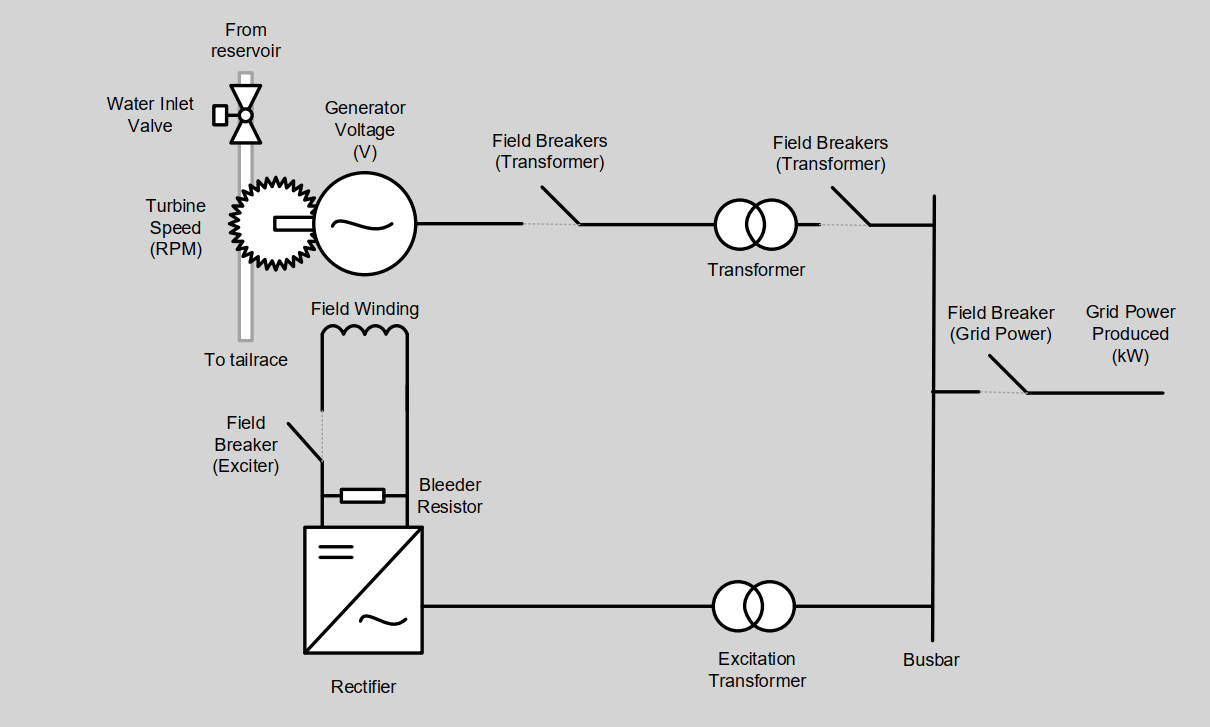 From
reservoir
Water Inlet
Valve
Generator
Voltage
(V)
Field Breakers
(Transformer)
Field Breakers
(Transformer)
Turbine
Speed
(RPM)
Transformer
Field Winding
Field Breaker
(Grid Power)
Grid Power
Produced
(kW)
To tailrace
Field
Breaker
(Exciter)
Bleeder
Resistor
Excitation
Transformer
Busbar
Rectifier